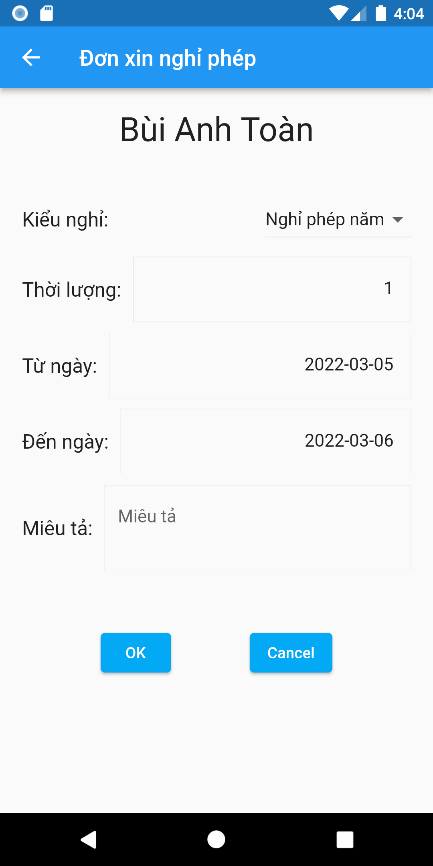 4:04
Đơn xin nghỉ phép
Bùi Anh Toàn
Kiểu nghỉ: Nghỉ phép năm
Thời lượng: 1
Từ ngày: 2022-03-05
Đến ngày: 2022-03-06
Miêu tả: Miêu tả
OK Cancel